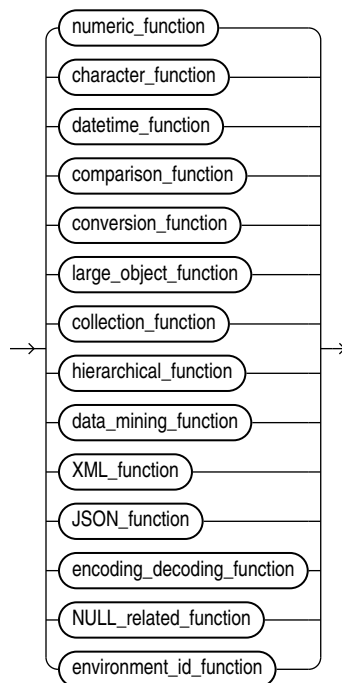 numeric_function
character_function
datetime_function
comparison_function
conversion_function
large_object_function
collection_function
hierarchical_function
data_mining_function
XML_function
JSON_function
encoding_decoding_function
NULL_related_function
environment_id_function